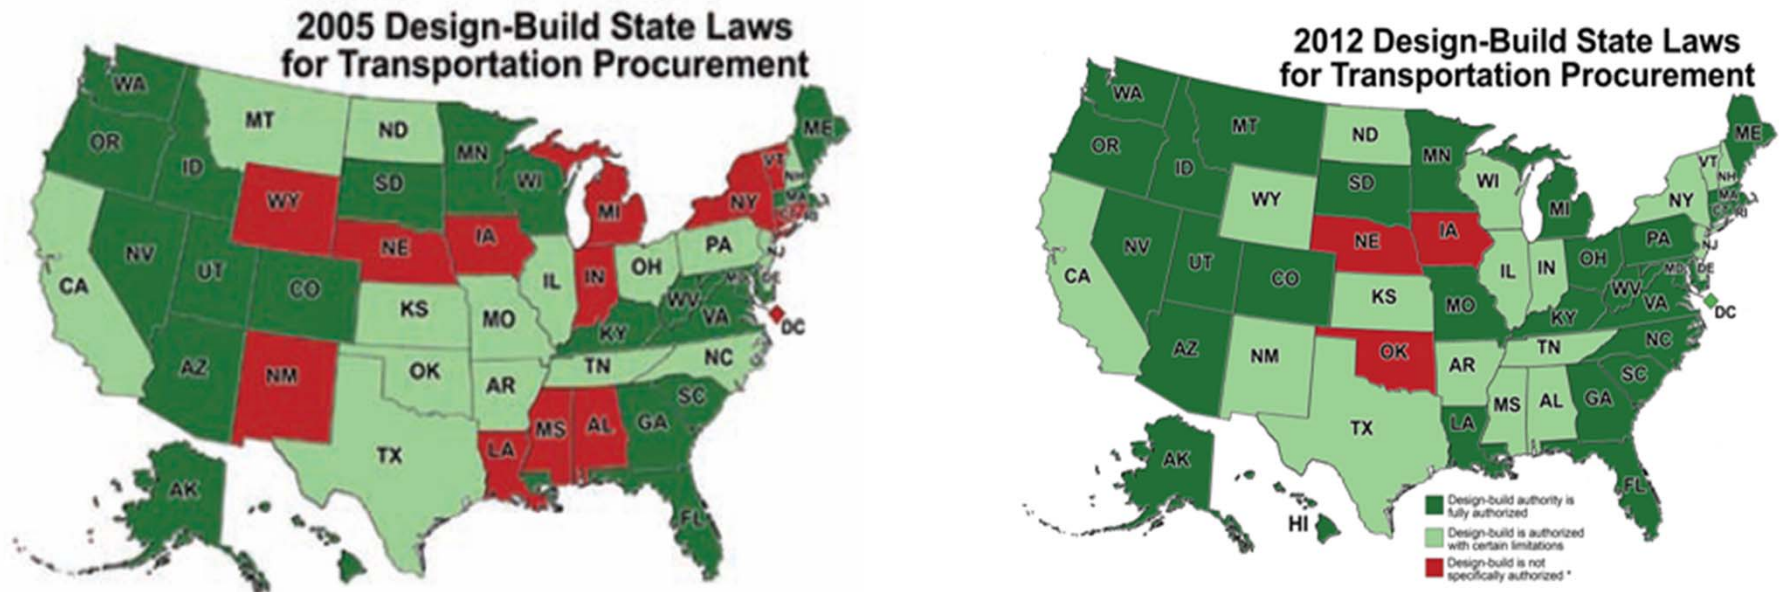 2005 Design-Build State Laws
for Transportation Procurement
WA
MT
ND
ME
OR
MN
VT
ID
SD
WI
NH
WY
MI
NY
MA
NE
IA
PA
NV
OH
NJ
UT
IL
IN
CA
CO
DE
KS
MO
WV
VA
KY
DC
AZ
NM
OK
TN
NC
AR
SC
MS
AL
GA
TX
LA
AK
FL
2012 Design-Build State Laws
for Transportation Procurement
WA
MT
ND
ME
OR
MN
VT
ID
SD
WI
NH
WY
MI
NY
MA
RI
NE
IA
PA
NV
OH
NJ
UT
IL
IN
MD
DE
CA
CO
KS
MO
WV
VA
KY
DC
AZ
NM
OK
TN
NC
AR
SC
MS
AL
GA
TX
LA
AK
FL
HI
Design-build authority is
fully authorized
Design-build is authorized
with certain limitations
Design-build is not
specifically authorized *